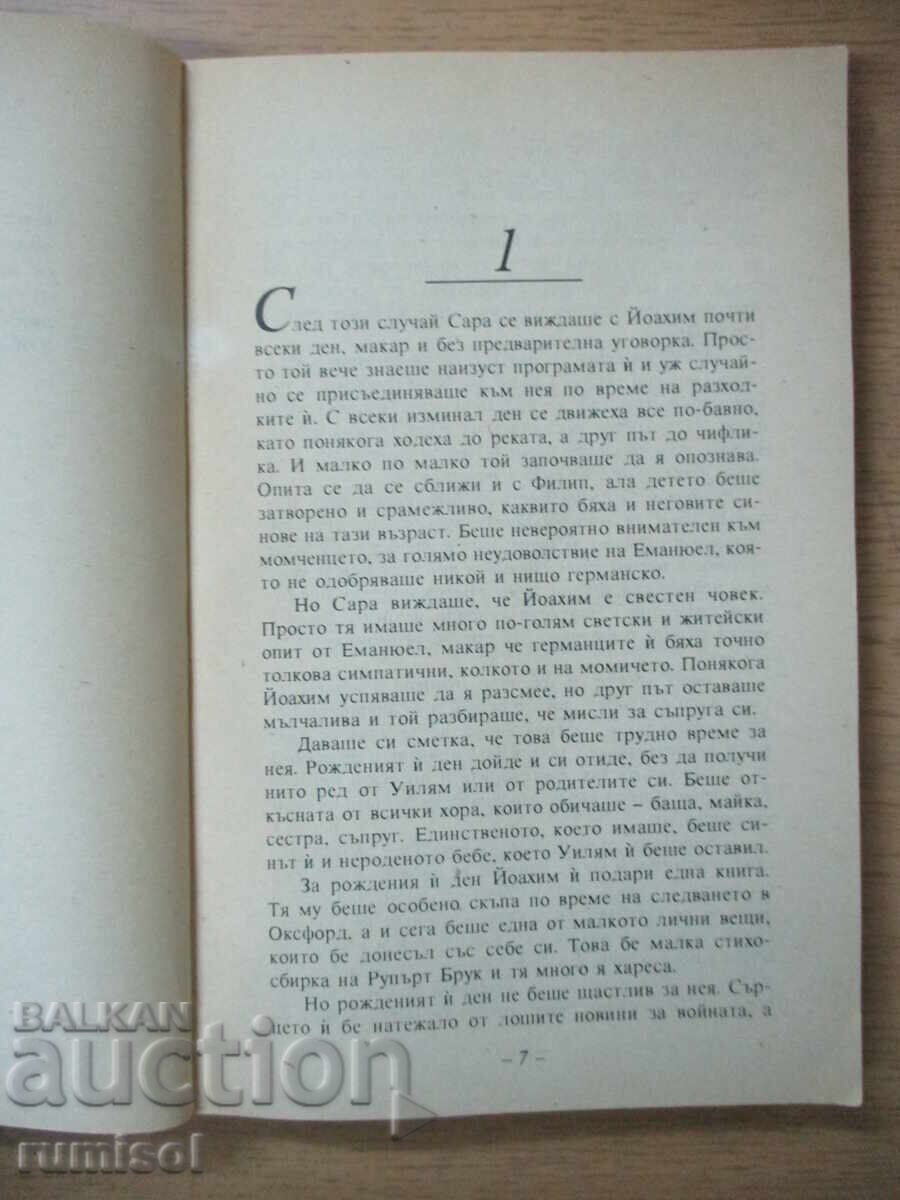 1
След този случай Сара се виждаше с Йоахим почти
всеки ден, макар и без предварителна уговорка. Прос-
то той вече знаеше наизуст програмата ѝ и уж случай-
но се присъединяваше към нея по време на разход-
ките ѝ. С всеки изминал ден се движеха все по-бавно,
като понякога ходеха до реката, а друг път до чифли-
ка. И малко по малко той започваше да я опознава.
Опита се да се сближи и с Филип, ала детето беше
затворено и срамежливо, каквито бяха и неговите си-
нове на тази възраст. Беше невероятно внимателен към
момченцето, за голямо неудоволствие на Еманюел, коя-
то не одобряваше никой и нищо германско.
Но Сара виждаше, че Йоахим е свестен човек.
Просто тя имаше много по-голям светски и житейски
опит от Еманюел, макар че германците ѝ бяха точно
толкова симпатични, колкото и на момичето. Понякога
Йоахим успяваше да я разсмее, но друг път оставаше
мълчалива и той разбираше, че мисли за съпруга си.
Даваше си сметка, че това беше трудно време за
нея. Рожденият ѝ ден дойде и си отиде, без да получи
нито ред от Уилям или от родителите си. Беше от-
късната от всички хора, които обичаше – баща, майка,
сестра, съпруг. Единственото, което имаше, беше си-
нът ѝ и нероденото бебе, което Уилям ѝ беше оставил.
За рождения ѝ ден Йоахим ѝ подари една книга.
Тя му беше особено скъпа по време на следването в
Оксфорд, а и сега беше една от малкото лични вещи,
които бе донесъл със себе си. Това бе малка стихо-
сбирка на Рупърт Брук и тя много я хареса.
Но рожденият ѝ ден не беше щастлив за нея. Сър-
цето ѝ бе натежало от лошите новини за войната, а
– 7 –
BALKAN
auction
rumisol